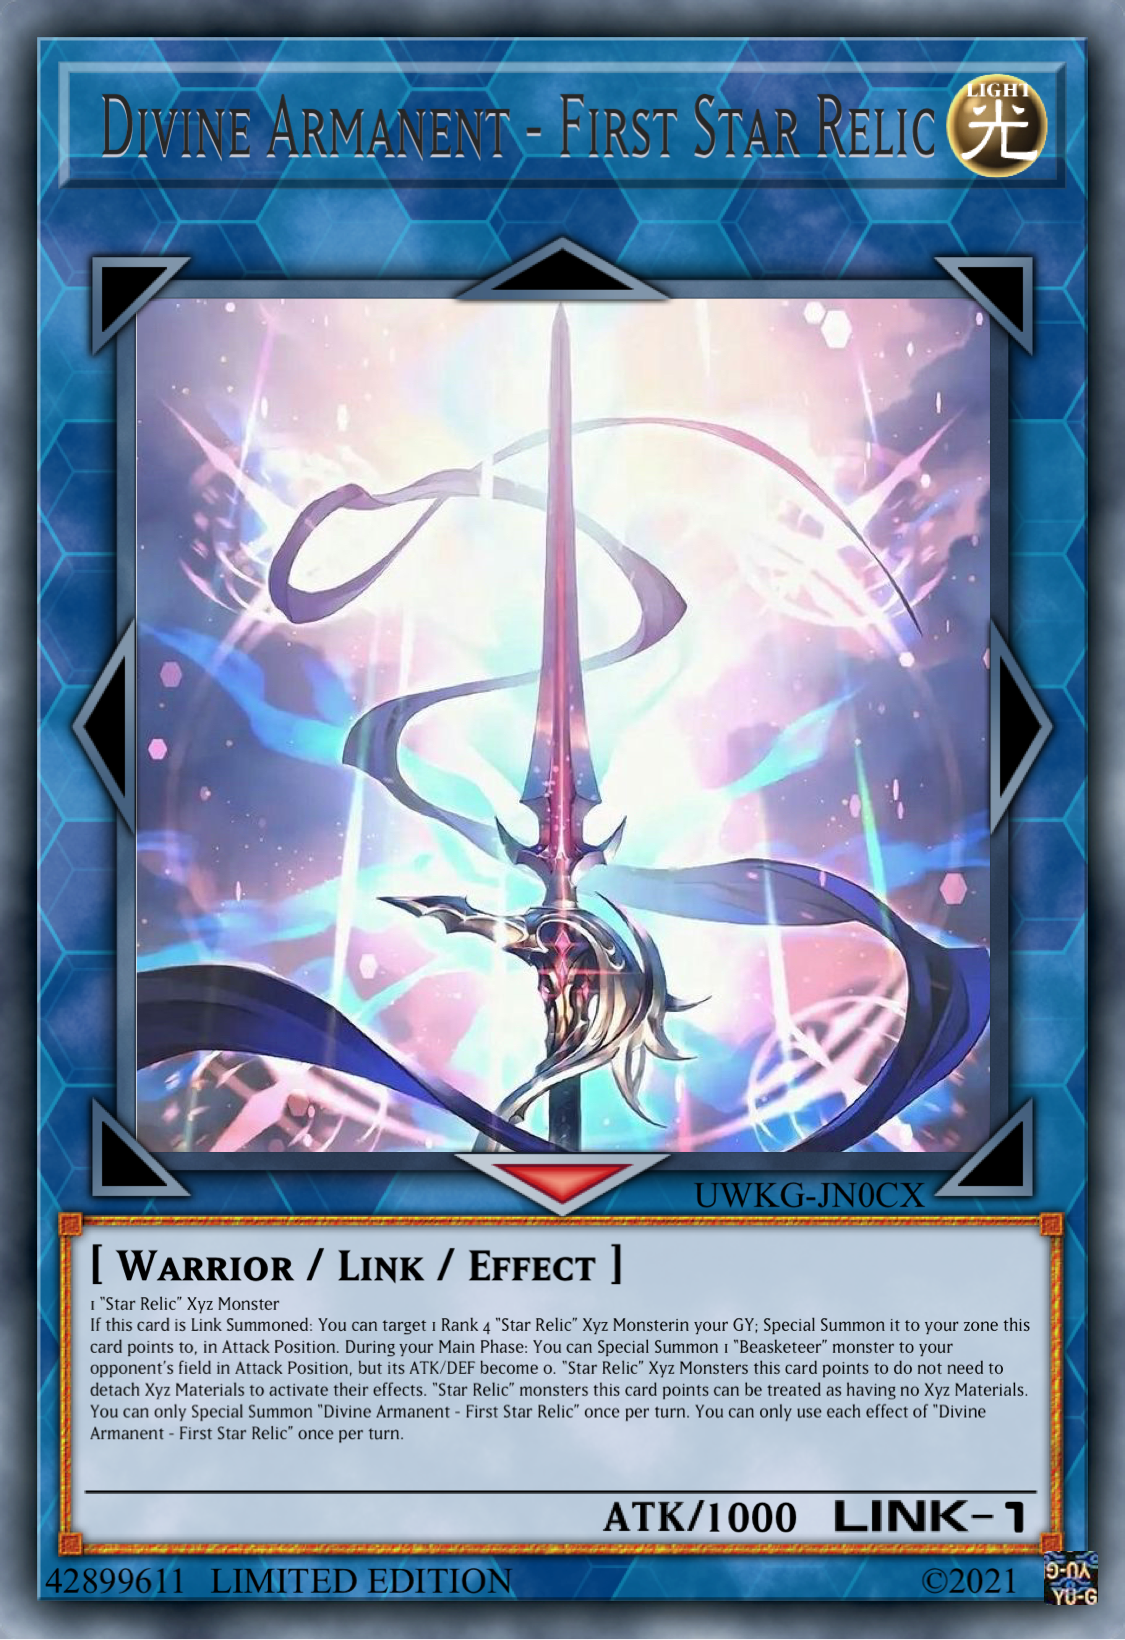 Divine Armanent - First Star Relic
LIGHT
光
UWKG-JN0CX
[ Warrior / Link / Effect ]
1 "Star Relic" Xyz Monster
If this card is Link Summoned: You can target 1 Rank 4 "Star Relic" Xyz Monsterin your GY; Special Summon it to your zone this
card points to, in Attack Position. During your Main Phase: You can Special Summon 1 "Beasketeer" monster to your
opponent's field in Attack Position, but its ATK/DEF become 0. "Star Relic" Xyz Monsters this card points to do not need to
detach Xyz Materials to activate their effects. "Star Relic" monsters this card points can be treated as having no Xyz Materials.
You can only Special Summon "Divine Armanent - First Star Relic" once per turn. You can only use each effect of "Divine
Armanent - First Star Relic" once per turn.
ATK/1000 LINK-1
42899611 LIMITED EDITION ©2021
YU-G
YU-G